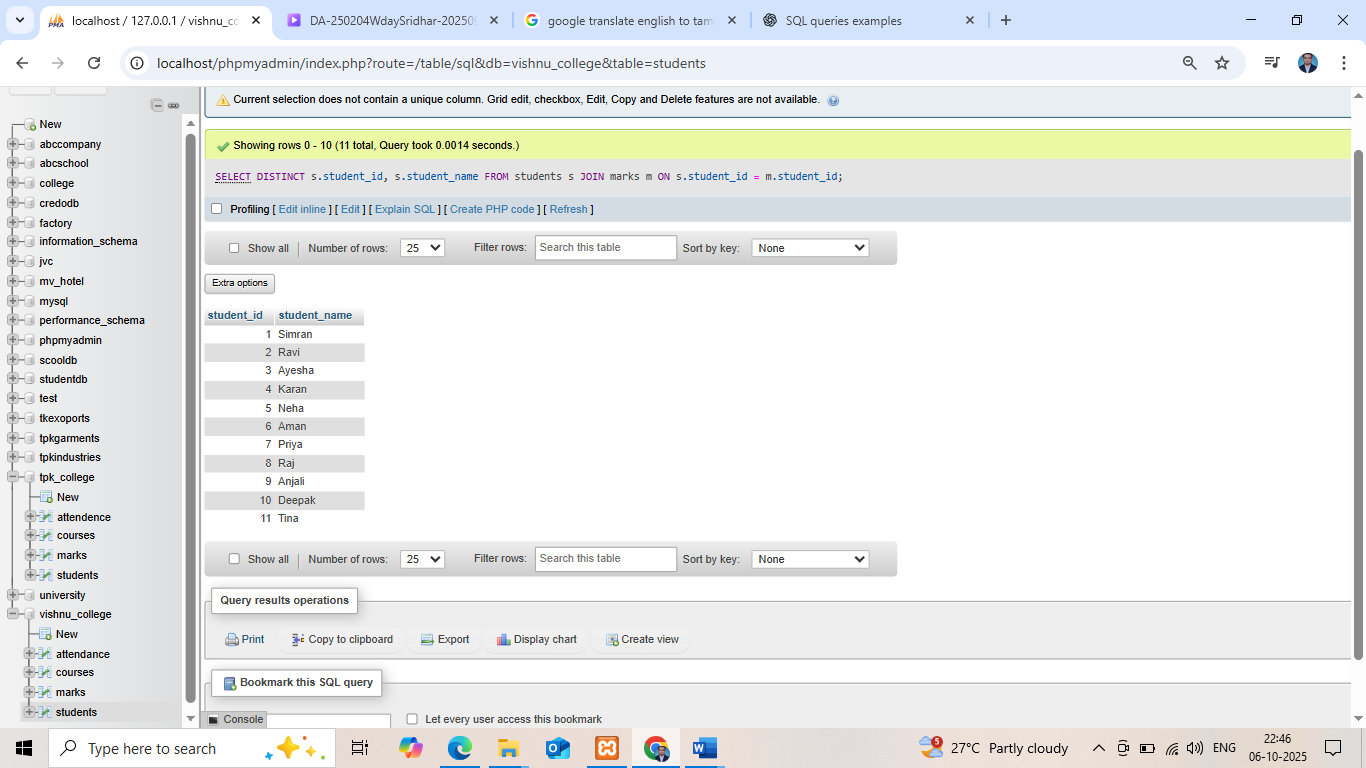 localhost / 127.0.0.1 / vishnu_co
DA-250204WdaySridhar-202509
google translate english to tami
SQL queries examples
localhost/phpmyadmin/index.php?route=/table/sql&db=vishnu_college&table=students
New
abccompany
abcschool
college
credodb
factory
information_schema
jvc
mv_hotel
mysql
performance_schema
phpmyadmin
scooldb
studentdb
test
tkexoports
tpkgarments
tpkindustries
tpk_college
New
attendence
courses
marks
students
university
vishnu_college
New
attendance
courses
marks
students
Current selection does not contain a unique column. Grid edit, checkbox, Edit, Copy and Delete features are not available.
Showing rows 0 - 10 (11 total, Query took 0.0014 seconds.)
SELECT DISTINCT s.student_id, s.student_name FROM students s JOIN marks m ON s.student_id = m.student_id;
Profiling [ Edit inline ] [ Edit ] [ Explain SQL ] [ Create PHP code ] [ Refresh ]
Show all Number of rows: 25 Filter rows: Search this table Sort by key: None
Extra options
student_id student_name
1 Simran
2 Ravi
3 Ayesha
4 Karan
5 Neha
6 Aman
7 Priya
8 Raj
9 Anjali
10 Deepak
11 Tina
Show all Number of rows: 25 Filter rows: Search this table Sort by key: None
Query results operations
Print Copy to clipboard Export Display chart Create view
Bookmark this SQL query
Console
Let every user access this bookmark
Type here to search
5
27°C Partly cloudy
ENG
22:46
06-10-2025